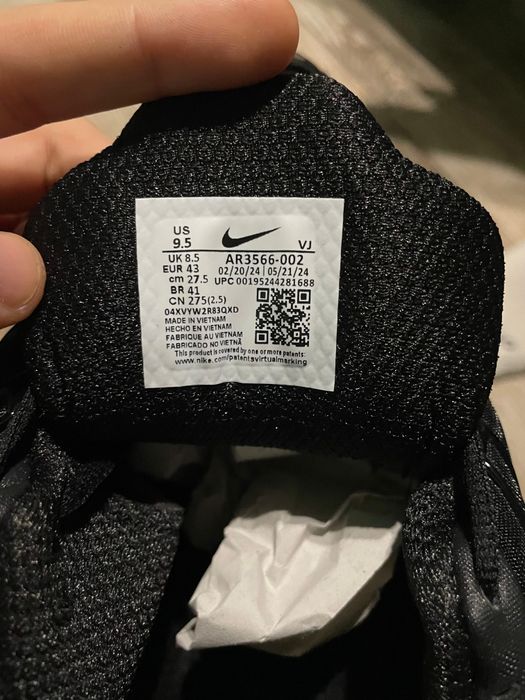 US
9.5
VJ
UK 8.5
AR3566-002
EUR 43
02/20/24 | 05/21/24
cm 27.5
UPC 00195244281688
BR 41
CN 275(2.5)
04XVYW2R83QXD
MADE IN VIETNAM
HECHO EN VIETNAM
FABRIQUE AU VIETNAM
FABRICADO NO VIETNÃ
This product is covered by one or more patents:
www.nike.com/patentsvirtualmarking